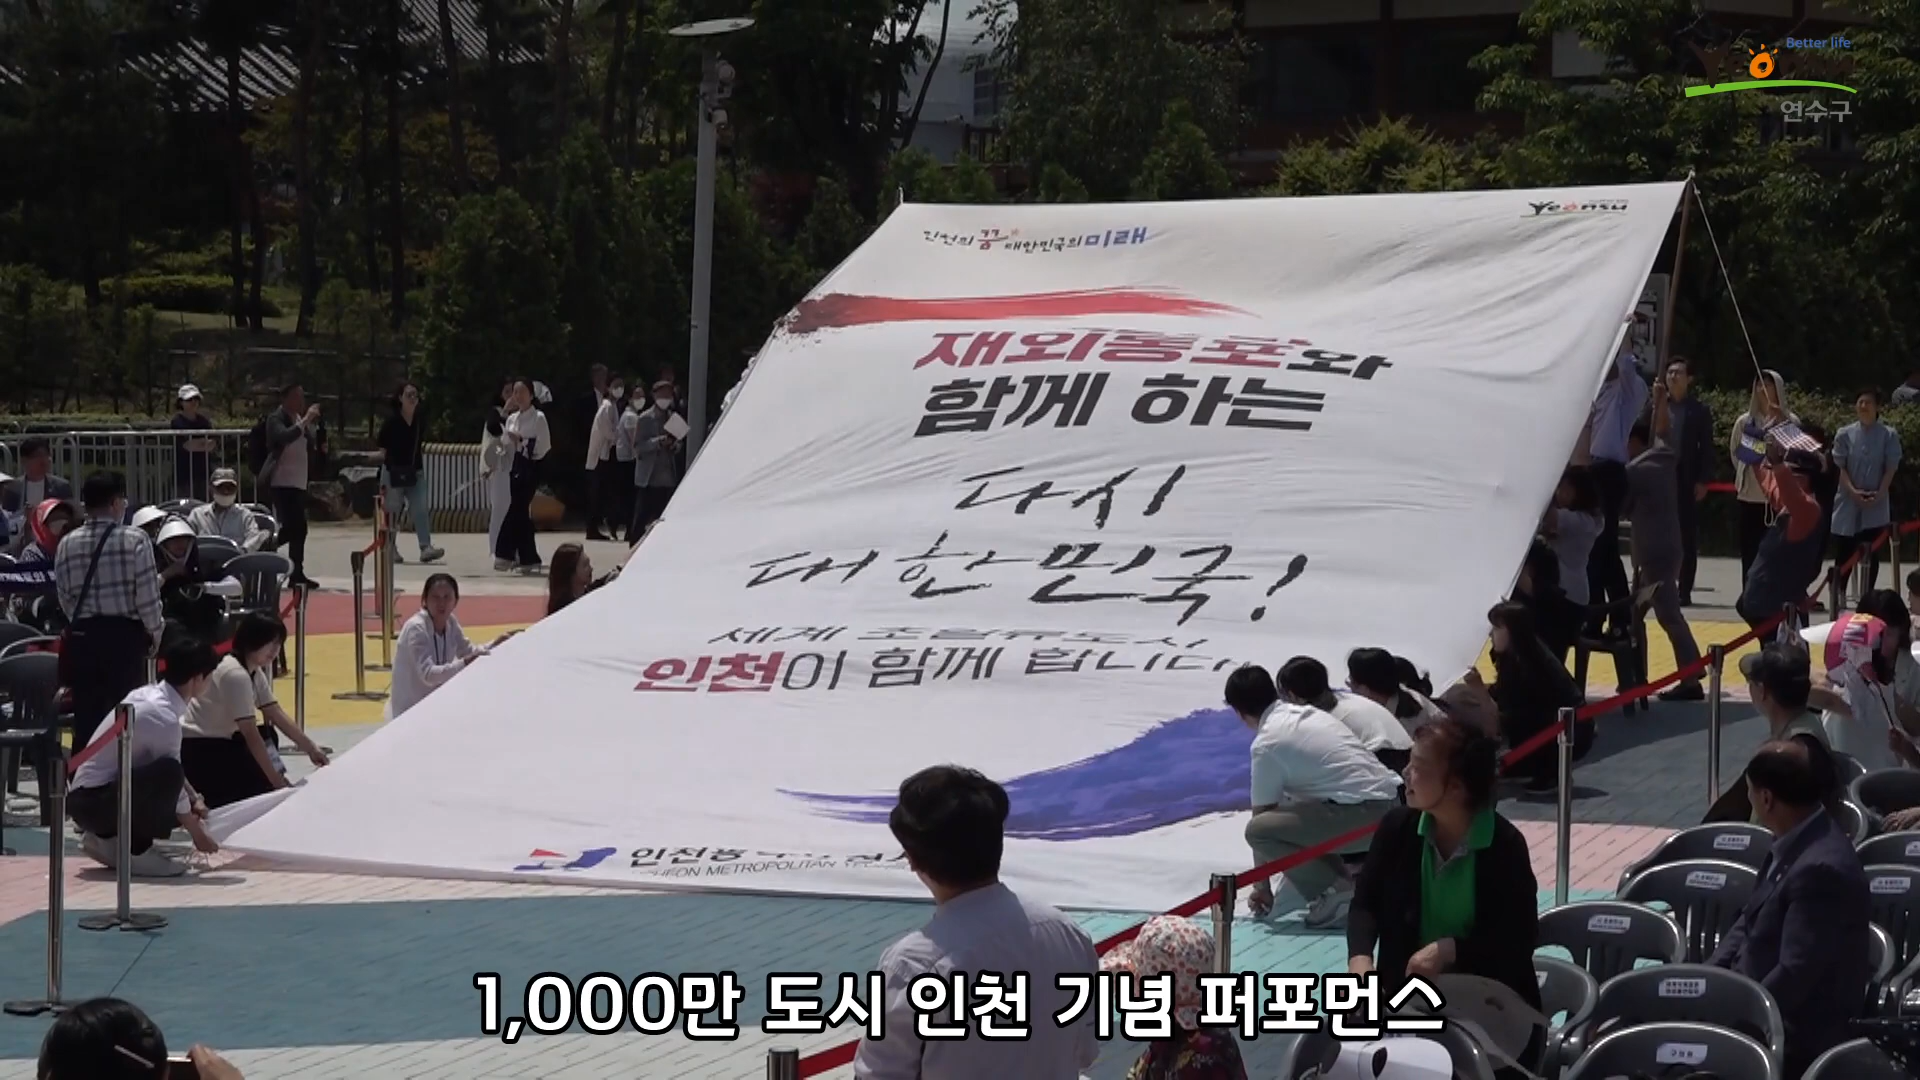 Better life
Yeonsu
연수구
Yeonsu
인천의 꿈 대한민국의 미래
재외동포와
함께 하는
다시
대한민국!
세계 초일류도시
인천이 함께 합니다
METROPOLITAN
1,000만 도시 인천 기념 퍼포먼스